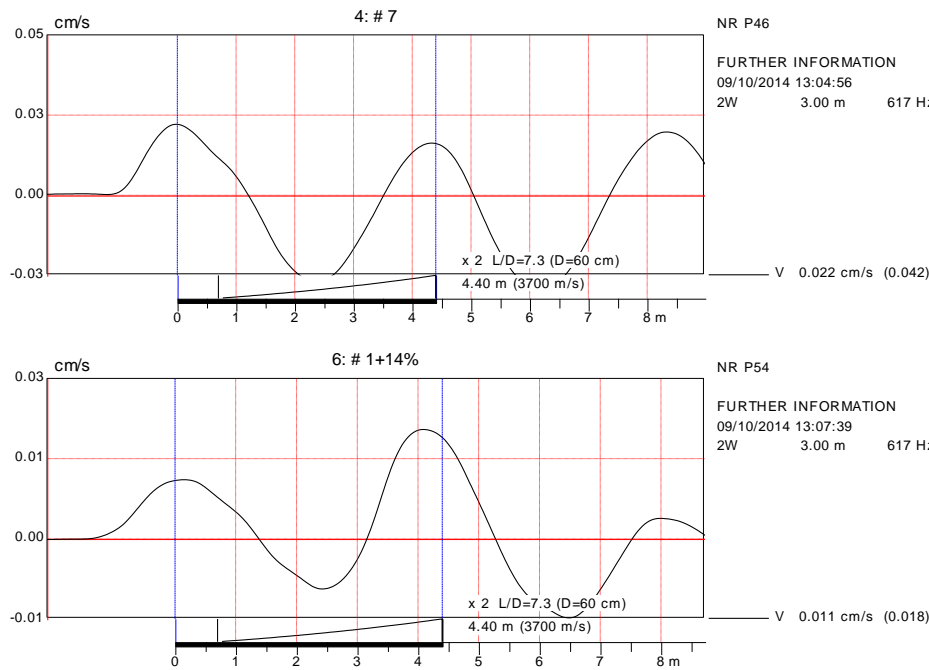 cm/s
4: # 7
0.05
0.03
0.00
-0.03
x 2 L/D=7.3 (D=60 cm)
4.40 m (3700 m/s)
0 1 2 3 4 5 6 7 8 m
NR P46
FURTHER INFORMATION
09/10/2014 13:04:56
2W 3.00 m 617 Hz
V 0.022 cm/s (0.042)
cm/s
6: # 1+14%
0.03
0.01
0.00
-0.01
x 2 L/D=7.3 (D=60 cm)
4.40 m (3700 m/s)
0 1 2 3 4 5 6 7 8 m
NR P54
FURTHER INFORMATION
09/10/2014 13:07:39
2W 3.00 m 617 Hz
V 0.011 cm/s (0.018)